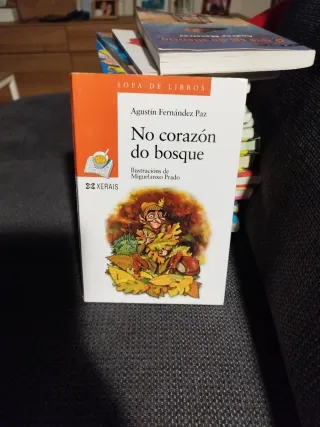 SOPA DE LIBROS
Agustín Fernández Paz
No corazón
do bosque
Ilustracións de
Miguelanxo Prado
XERAIS